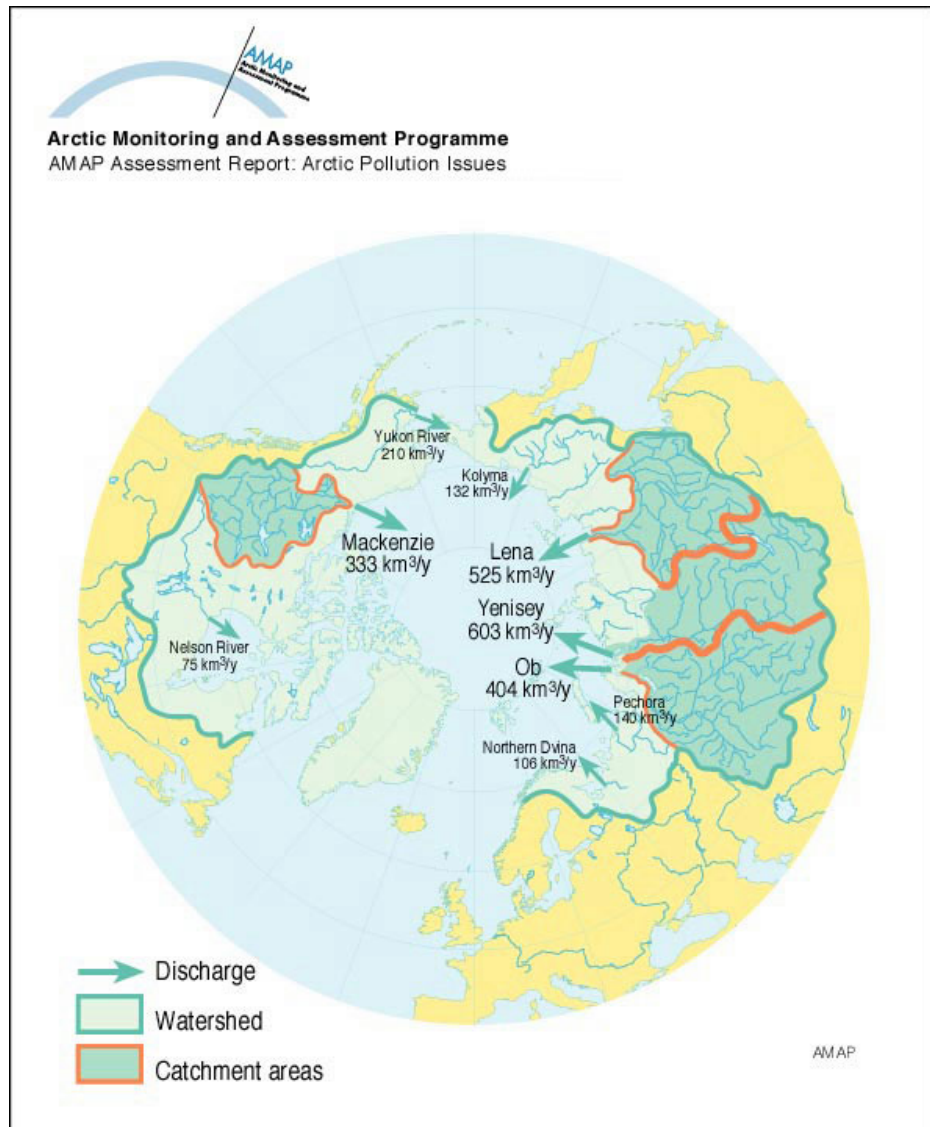 AMAP
Arctic Monitoring and
Assessment Programme
Arctic Monitoring and Assessment Programme
AMAP Assessment Report: Arctic Pollution Issues
Yukon River
210 km³/y
Kolyma
132 km³/y
Mackenzie
333 km³/y
Lena
525 km³/y
Yenisey
603 km³/y
Nelson River
75 km³/y
Ob
404 km³/y
Pechora
140 km³/y
Northern Dvina
106 km³/y
Discharge
Watershed
Catchment areas
AMAP